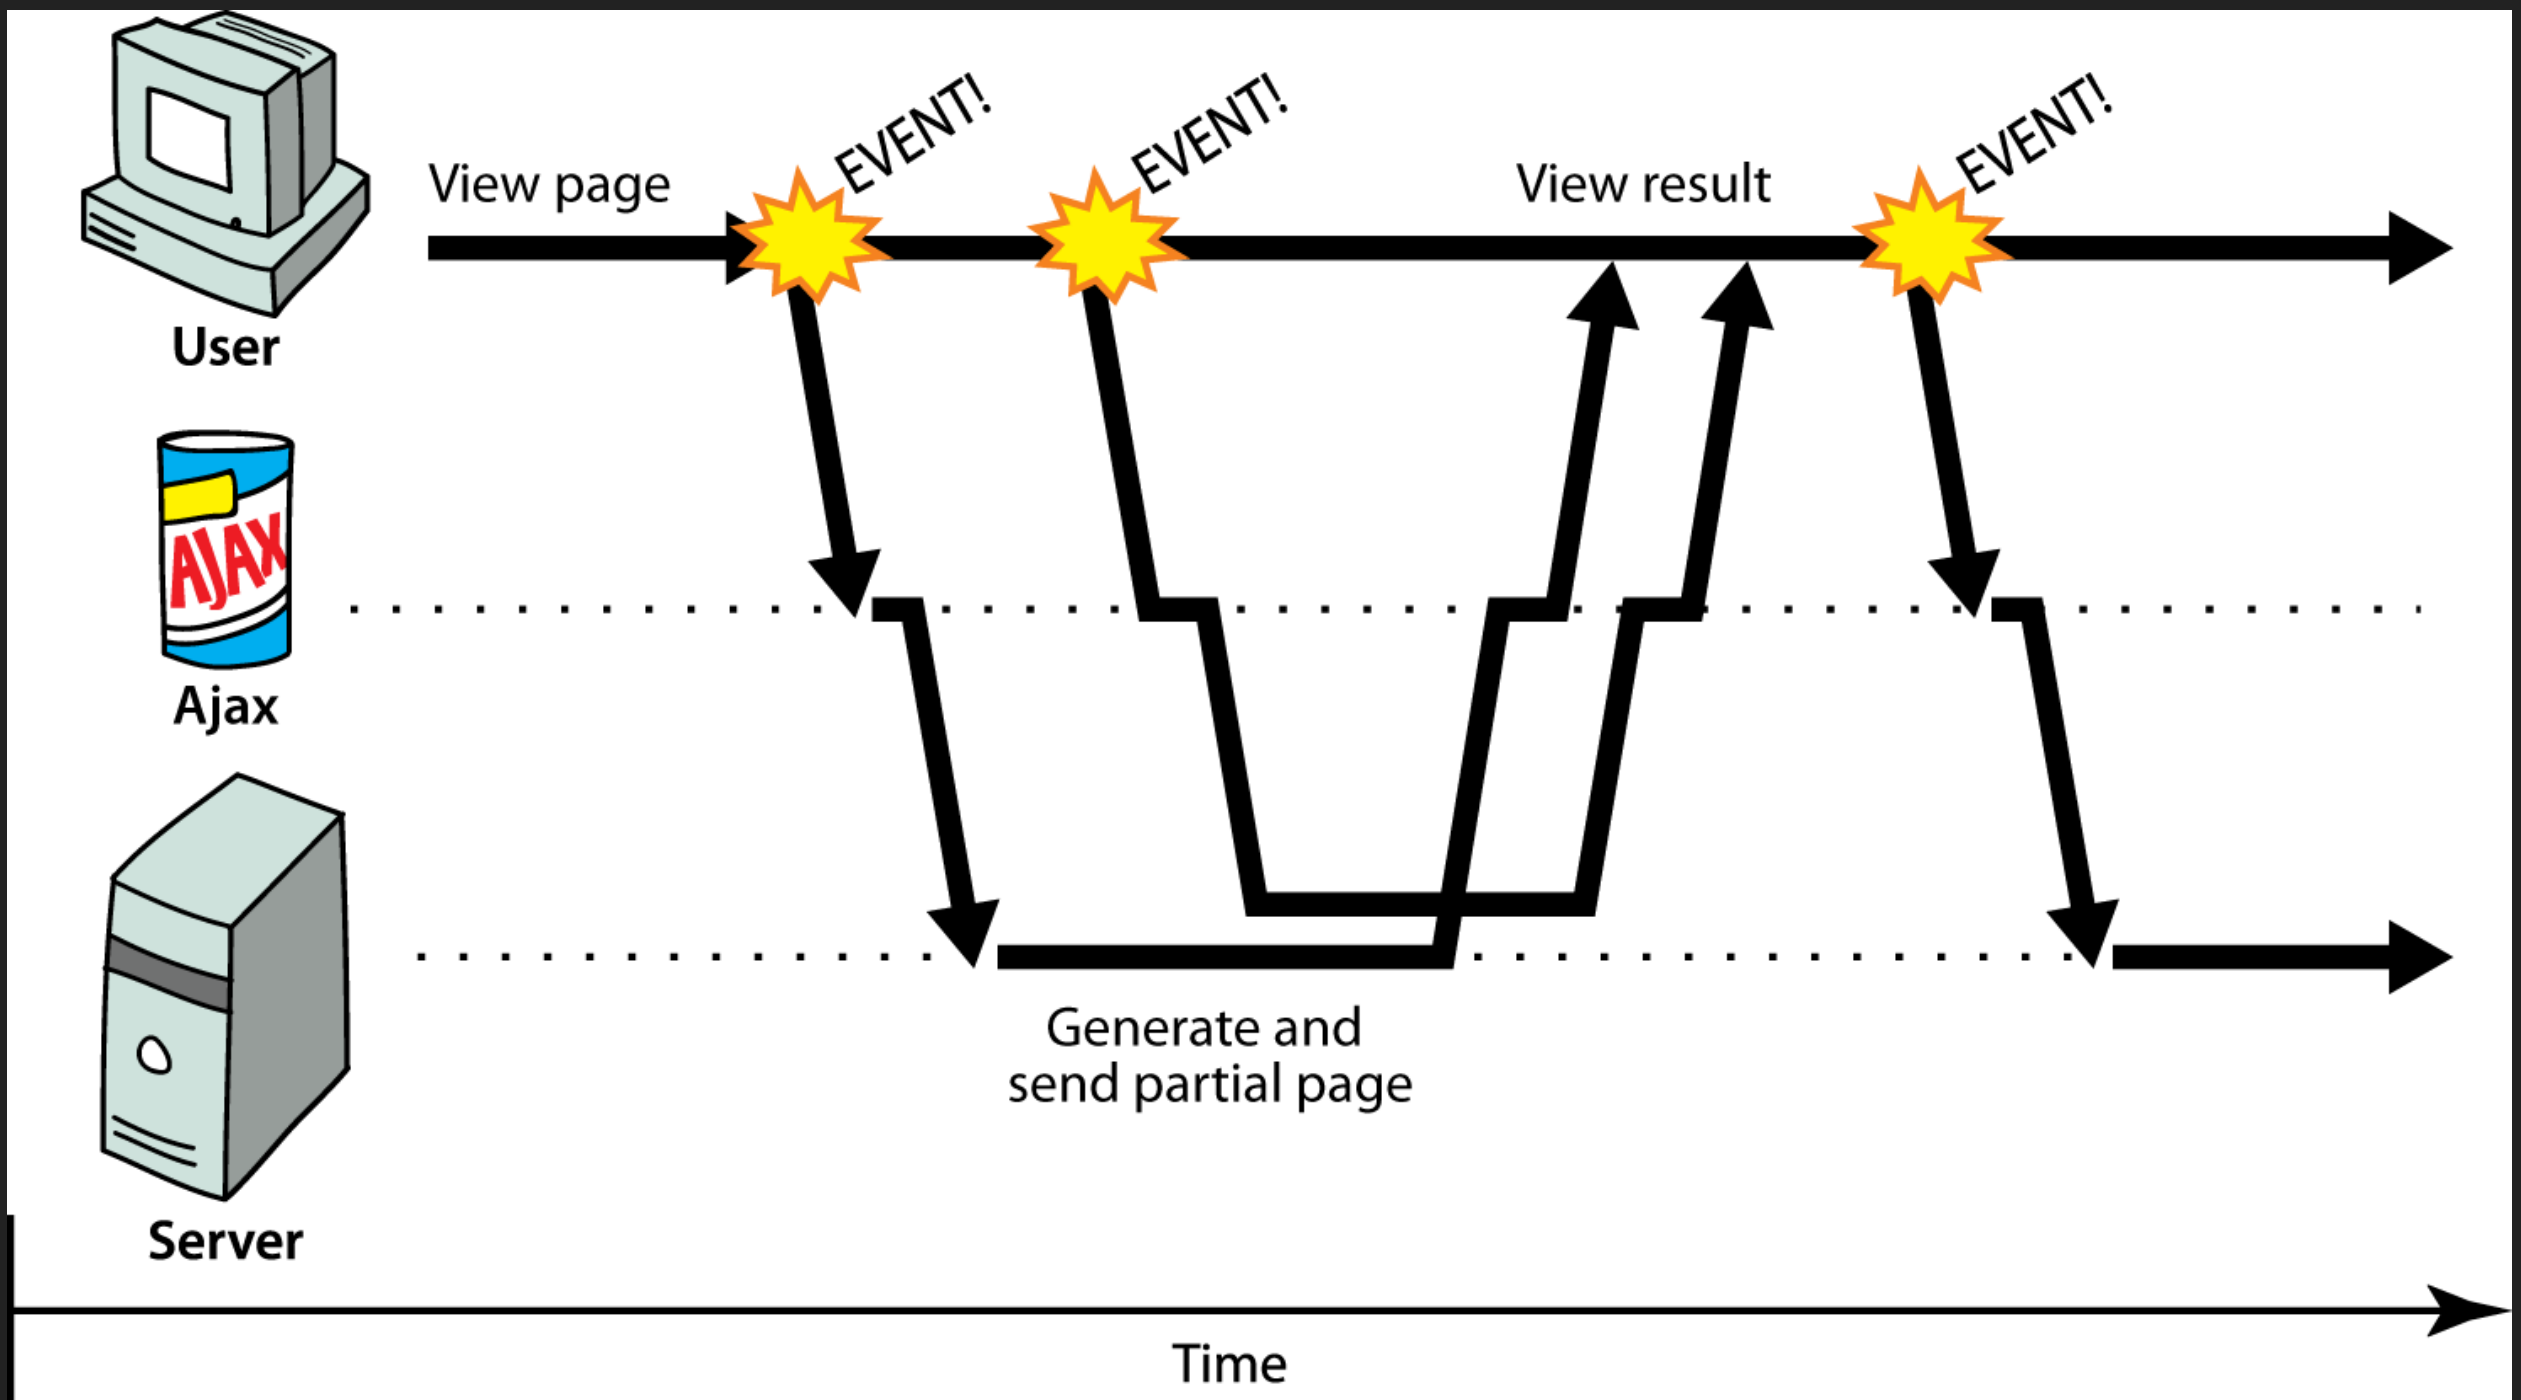 EVENT!
EVENT!
EVENT!
View page
View result
User
AJAX
Ajax
Generate and
send partial page
Server
Time